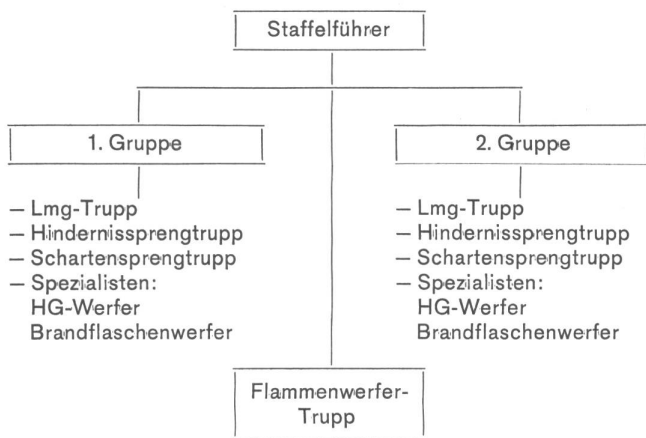 Staffelführer
1. Gruppe
– Lmg-Trupp
– Hindernissprengtrupp
– Schartensprengtrupp
– Spezialisten:
HG-Werfer
Brandflaschenwerfer
2. Gruppe
– Lmg-Trupp
– Hindernissprengtrupp
– Schartensprengtrupp
– Spezialisten:
HG-Werfer
Brandflaschenwerfer
Flammenwerfer-
Trupp